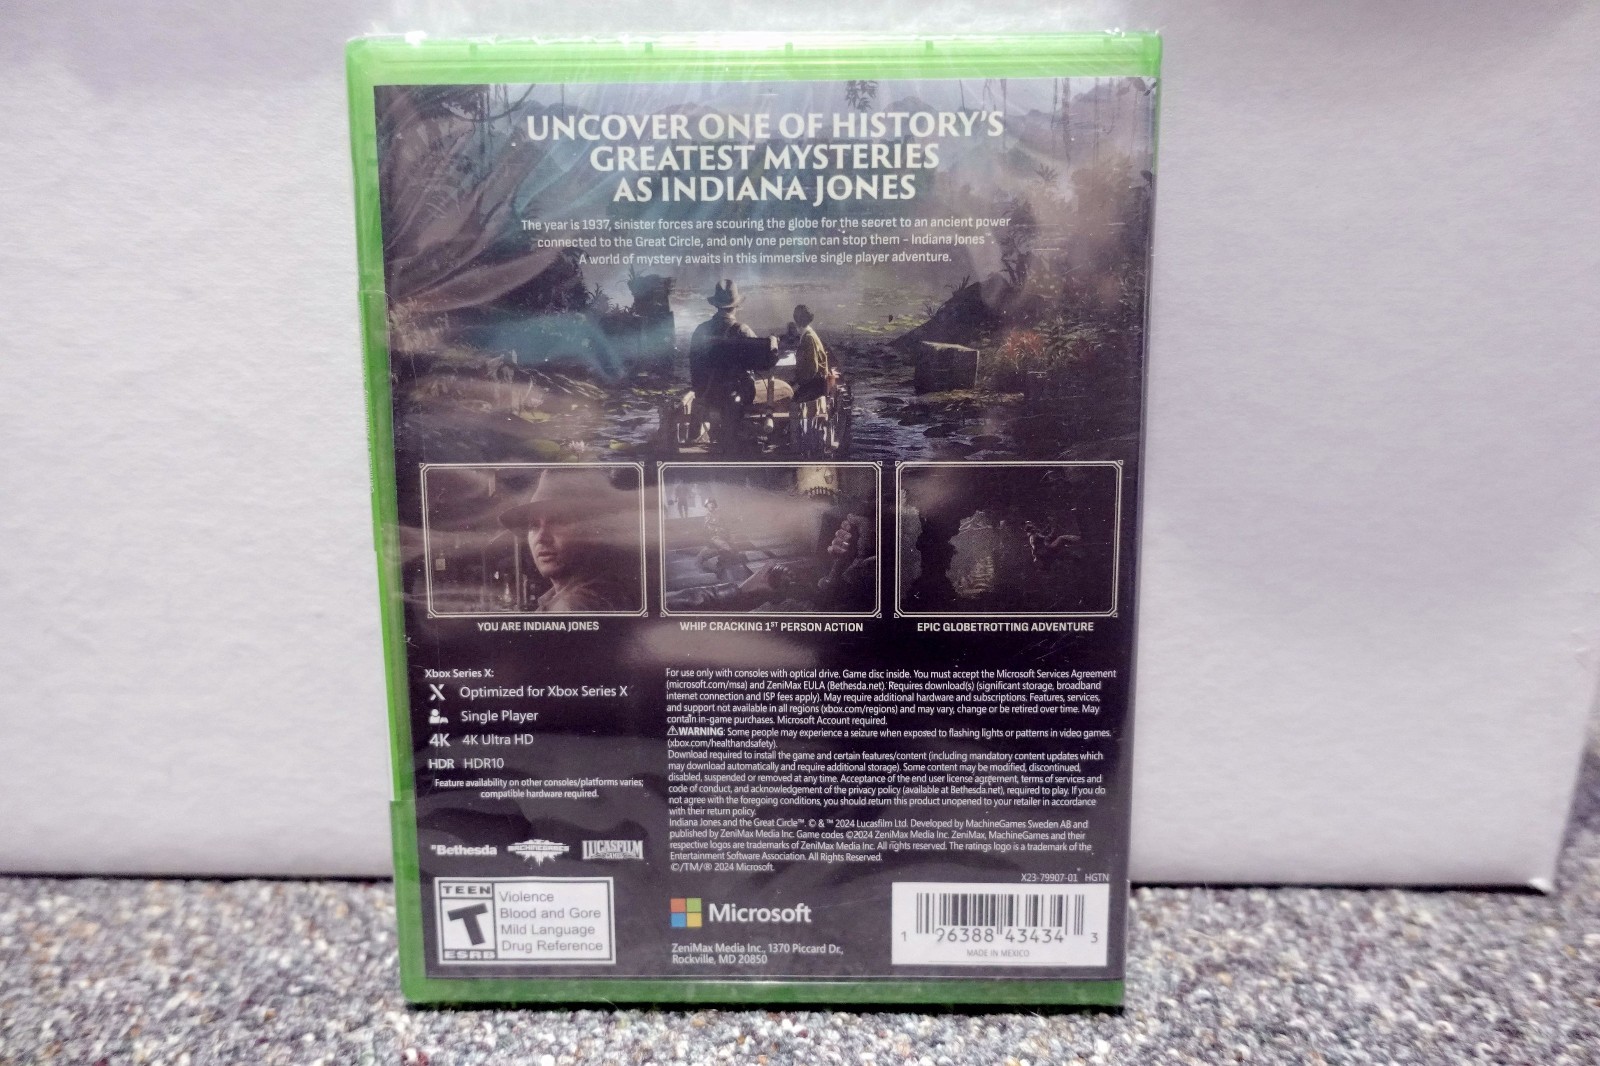 UNCOVER ONE OF HISTORY'S
GREATEST MYSTERIES
AS INDIANA JONES
The year is 1937, sinister forces are scouring the globe for the secret to an ancient power
connected to the Great Circle, and only one person can stop them – Indiana Jones™.
A world of mystery awaits in this immersive single player adventure.
YOU ARE INDIANA JONES
WHIP CRACKING 1ST PERSON ACTION
EPIC GLOBETROTTING ADVENTURE
Xbox Series X:
X Optimized for Xbox Series X
Single Player
4K 4K Ultra HD
HDR HDR10
Feature availability on other consoles/platforms varies;
compatible hardware required.
For use only with consoles with optical drive. Game disc inside. You must accept the Microsoft Services Agreement
(microsoft.com/msa) and ZeniMax EULA (Bethesda.net). Requires download(s) (significant storage, broadband
internet connection and ISP fees apply). May require additional hardware and subscriptions. Features, services,
and support not available in all regions (xbox.com/regions) and may vary, change or be retired over time. May
contain in-game purchases. Microsoft Account required.
⚠WARNING: Some people may experience a seizure when exposed to flashing lights or patterns in video games.
(xbox.com/healthandsafety).
Download required to install the game and certain features/content (including mandatory content updates which
may download automatically and require additional storage). Some content may be modified, discontinued,
disabled, suspended or removed at any time. Acceptance of the end user license agreement, terms of services and
code of conduct, and acknowledgement of the privacy policy (available at Bethesda.net), required to play. If you do
not agree with the foregoing conditions, you should return this product unopened to your retailer in accordance
with their return policy.
Indiana Jones and the Great Circle™. © & ™ 2024 Lucasfilm Ltd. Developed by MachineGames Sweden AB and
published by ZeniMax Media Inc. Game codes ©2024 ZeniMax Media Inc. ZeniMax, MachineGames and their
respective logos are trademarks of ZeniMax Media Inc. All rights reserved. The ratings logo is a trademark of the
Entertainment Software Association. All Rights Reserved.
©/TM/® 2024 Microsoft.
X23-79907-01 HGTN
Bethesda
MACHINEGAMES
LUCASFILM
GAMES
TEEN
T
ESRB
Violence
Blood and Gore
Mild Language
Drug Reference
Microsoft
ZeniMax Media Inc., 1370 Piccard Dr.,
Rockville, MD 20850
1 96388 43434 3
MADE IN MEXICO